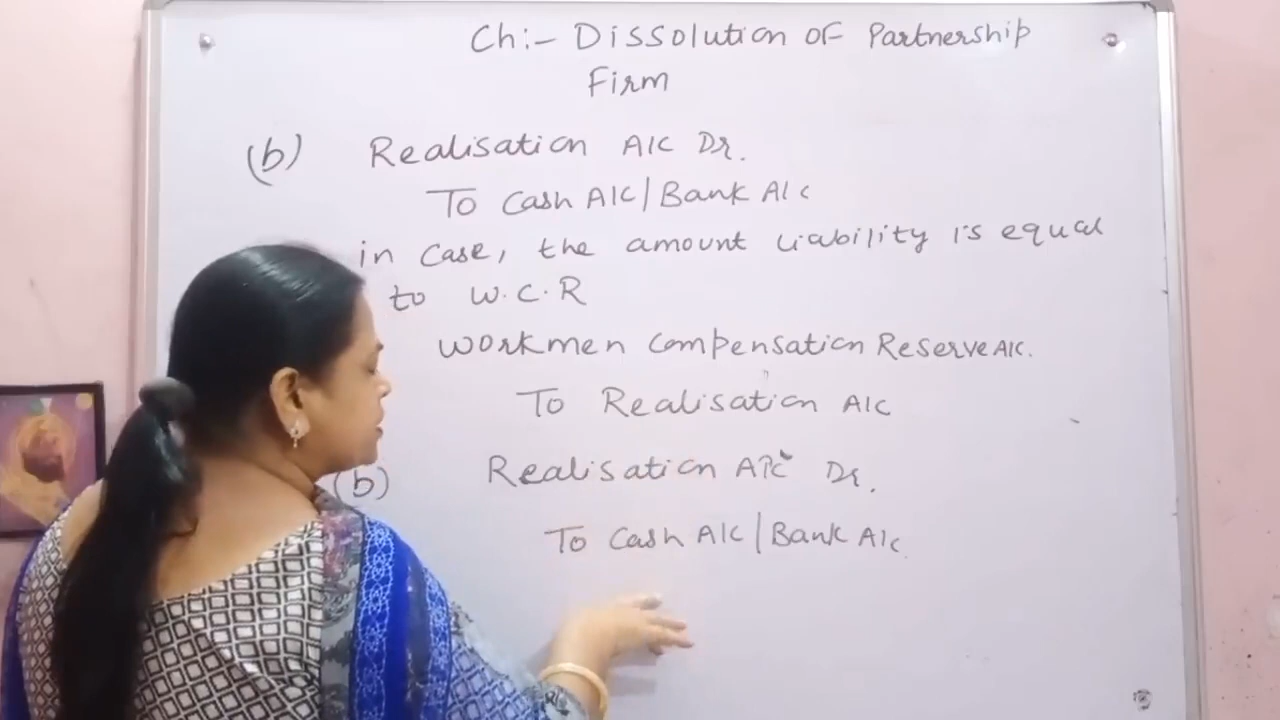 Ch:- Dissolution of Partnership
Firm
(b) Realisation A/C Dr.
To Cash A/C/Bank A/C
in case, the amount liability is equal
to W.C.R
Workmen Compensation Reserve A/C.
To Realisation A/C
(b) Realisation A/C Dr.
To Cash A/C/Bank A/C.